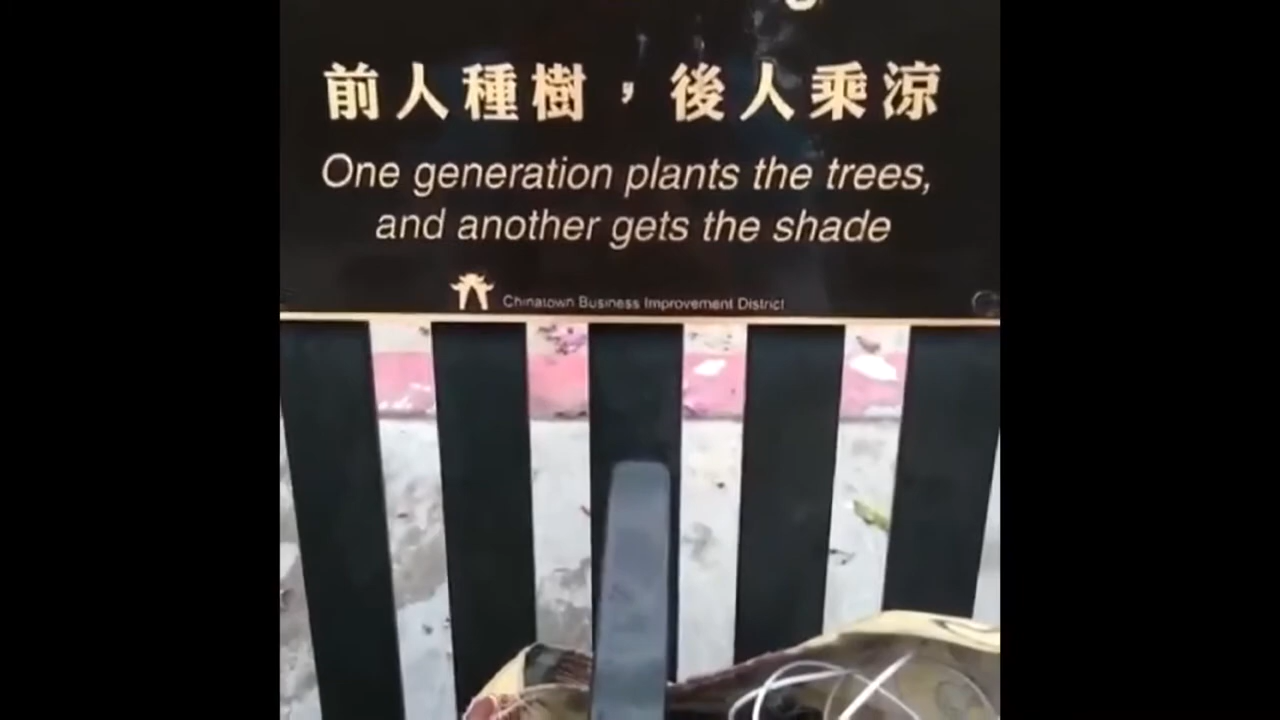 前人種樹，後人乘涼
One generation plants the trees,
and another gets the shade
Chinatown Business Improvement District